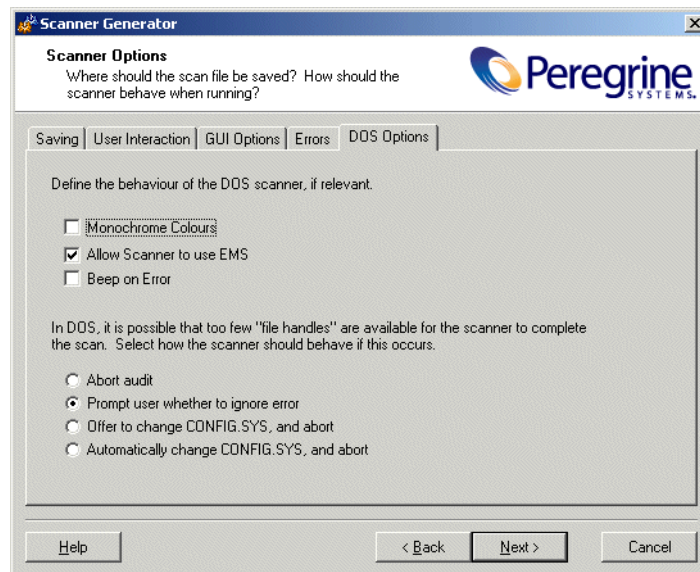 Scanner Generator
Scanner Options
Where should the scan file be saved? How should the
scanner behave when running?
Peregrine
SYSTEMS.
Saving
User Interaction
GUI Options
Errors
DOS Options
Define the behaviour of the DOS scanner, if relevant.
Monochrome Colours
Allow Scanner to use EMS
Beep on Error
In DOS, it is possible that too few "file handles" are available for the scanner to complete
the scan. Select how the scanner should behave if this occurs.
Abort audit
Prompt user whether to ignore error
Offer to change CONFIG.SYS, and abort
Automatically change CONFIG.SYS, and abort
Help
< Back
Next >
Cancel